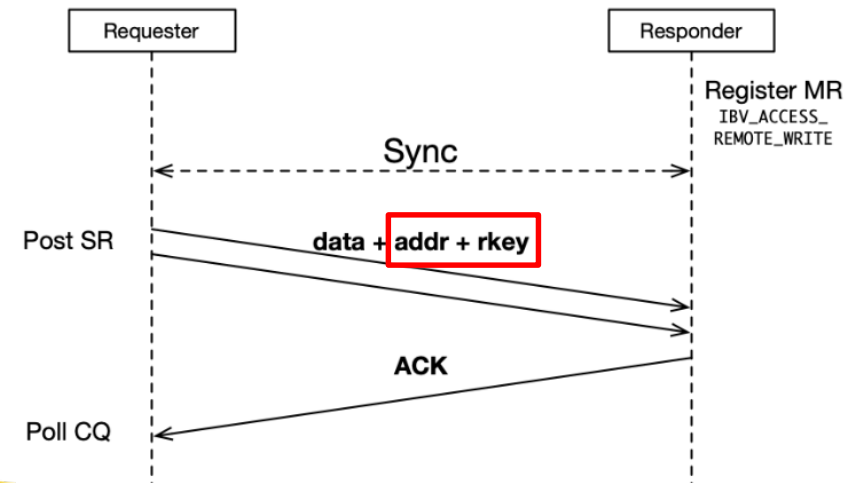 Requester
Responder
Register MR
IBV_ACCESS_
REMOTE_WRITE
Sync
Post SR
data + addr + rkey
ACK
Poll CQ